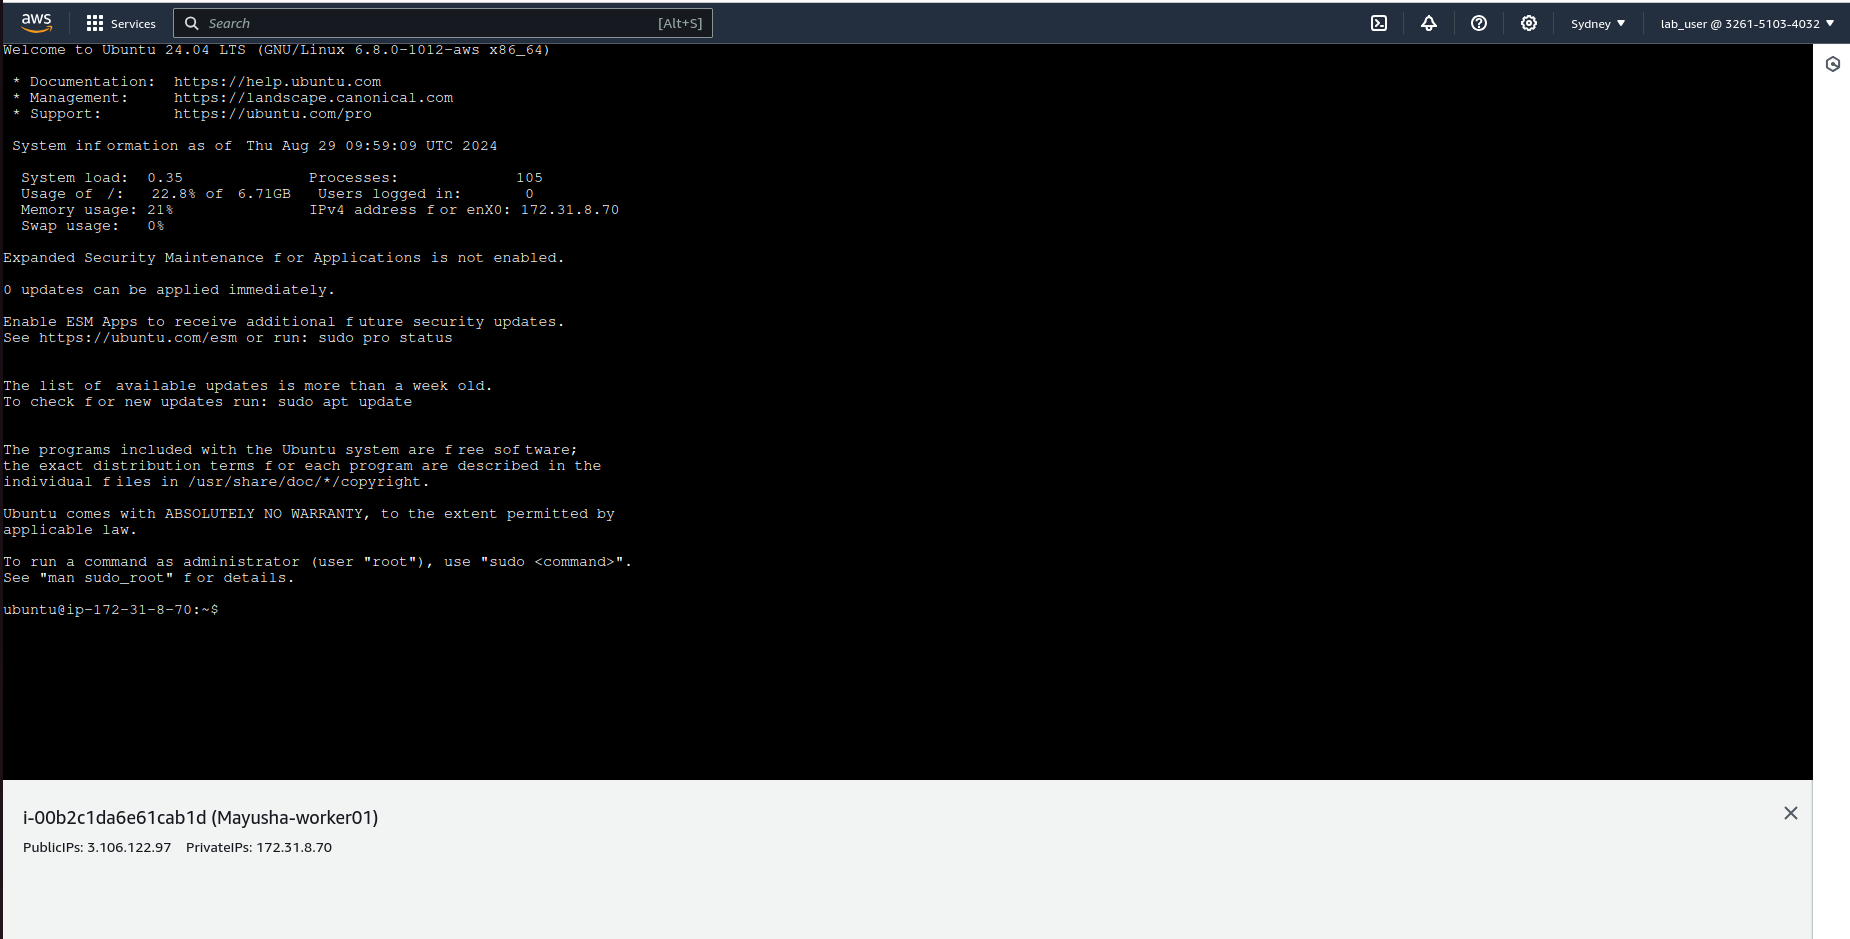 aws Services Search [Alt+S] Sydney lab_user @ 3261-5103-4032
Welcome to Ubuntu 24.04 LTS (GNU/Linux 6.8.0-1012-aws x86_64)
* Documentation: https://help.ubuntu.com
* Management: https://landscape.canonical.com
* Support: https://ubuntu.com/pro
System information as of Thu Aug 29 09:59:09 UTC 2024
System load: 0.35 Processes: 105
Usage of /: 22.8% of 6.71GB Users logged in: 0
Memory usage: 21% IPv4 address for enX0: 172.31.8.70
Swap usage: 0%
Expanded Security Maintenance for Applications is not enabled.
0 updates can be applied immediately.
Enable ESM Apps to receive additional future security updates.
See https://ubuntu.com/esm or run: sudo pro status
The list of available updates is more than a week old.
To check for new updates run: sudo apt update
The programs included with the Ubuntu system are free software;
the exact distribution terms for each program are described in the
individual files in /usr/share/doc/*/copyright.
Ubuntu comes with ABSOLUTELY NO WARRANTY, to the extent permitted by
applicable law.
To run a command as administrator (user "root"), use "sudo <command>".
See "man sudo_root" for details.
ubuntu@ip-172-31-8-70:~$
i-00b2c1da6e61cab1d (Mayusha-worker01)
PublicIPs: 3.106.122.97 PrivateIPs: 172.31.8.70